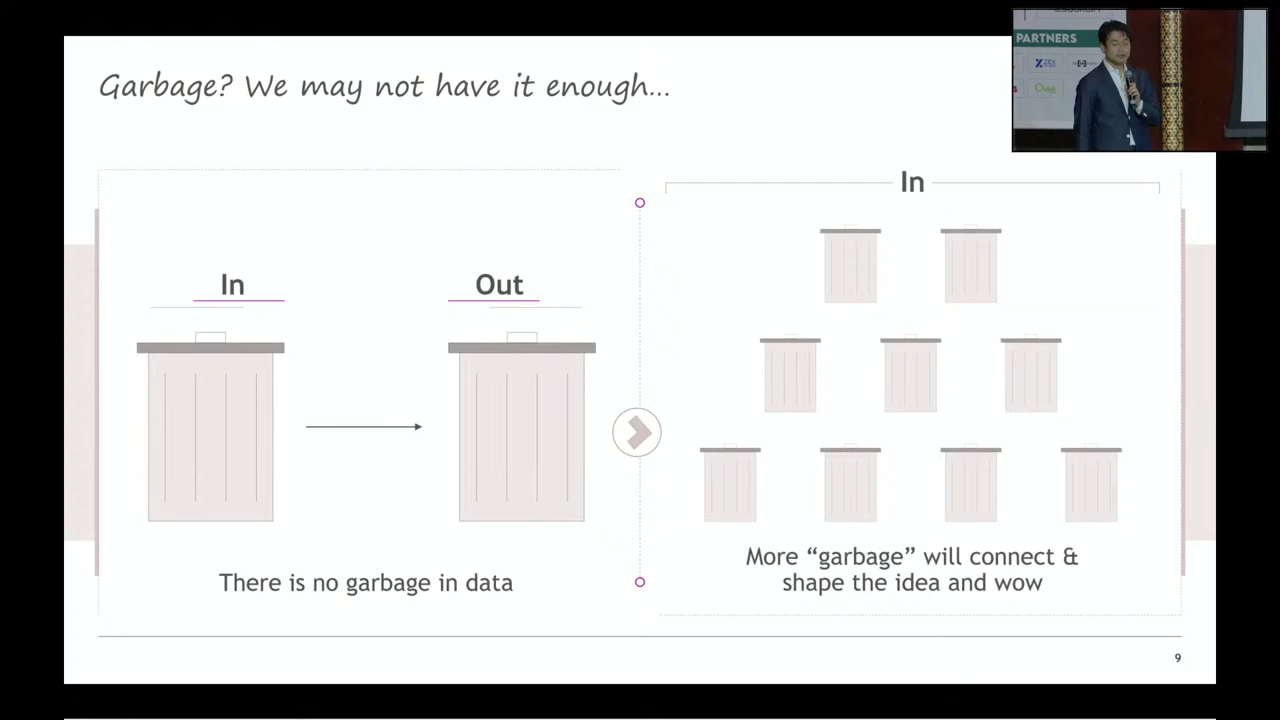 Garbage? We may not have it enough...
PARTNERS
In
In
Out
There is no garbage in data
More “garbage” will connect &
shape the idea and wow
9